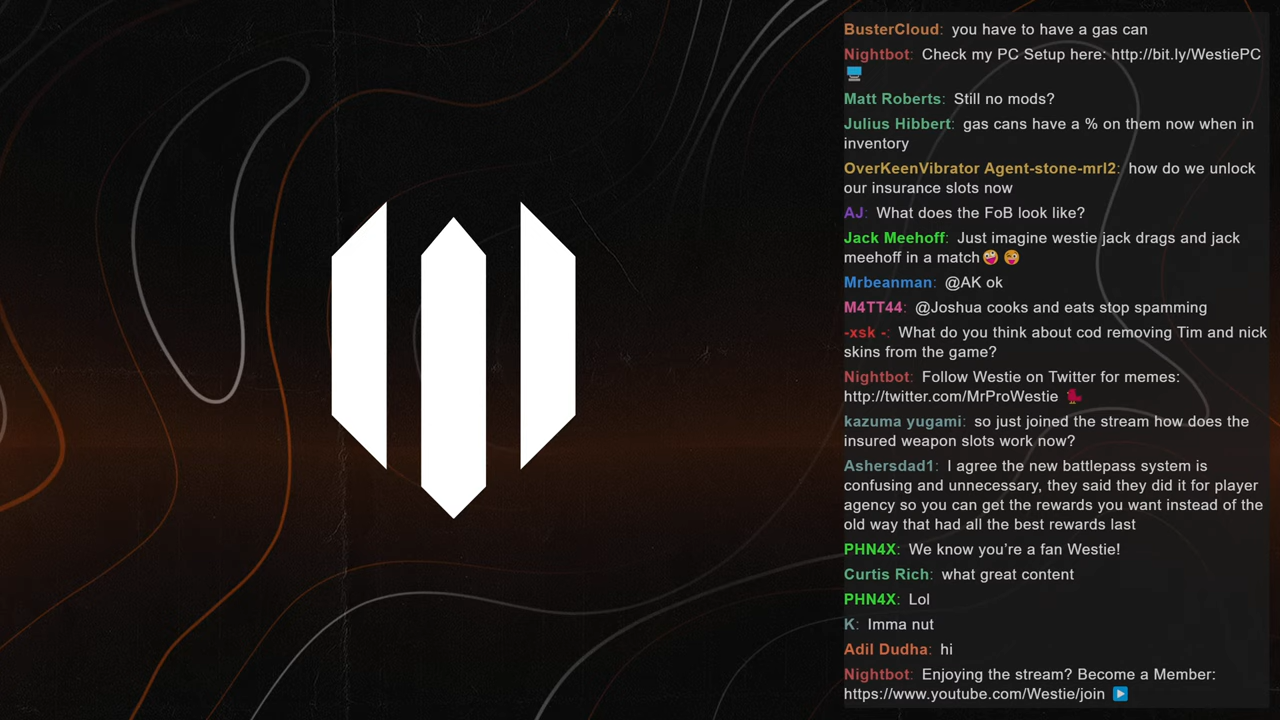 BusterCloud: you have to have a gas can
Nightbot: Check my PC Setup here: http://bit.ly/WestiePC
Matt Roberts: Still no mods?
Julius Hibbert: gas cans have a % on them now when in
inventory
OverKeenVibrator Agent-stone-mrl2: how do we unlock
our insurance slots now
AJ: What does the FoB look like?
Jack Meehoff: Just imagine westie jack drags and jack
meehoff in a match
Mrbeanman: @AK ok
M4TT44: @Joshua cooks and eats stop spamming
-xsk -: What do you think about cod removing Tim and nick
skins from the game?
Nightbot: Follow Westie on Twitter for memes:
http://twitter.com/MrProWestie
kazuma yugami: so just joined the stream how does the
insured weapon slots work now?
Ashersdad1: I agree the new battlepass system is
confusing and unnecessary, they said they did it for player
agency so you can get the rewards you want instead of the
old way that had all the best rewards last
PHN4X: We know you’re a fan Westie!
Curtis Rich: what great content
PHN4X: Lol
K: Imma nut
Adil Dudha: hi
Nightbot: Enjoying the stream? Become a Member:
https://www.youtube.com/Westie/join